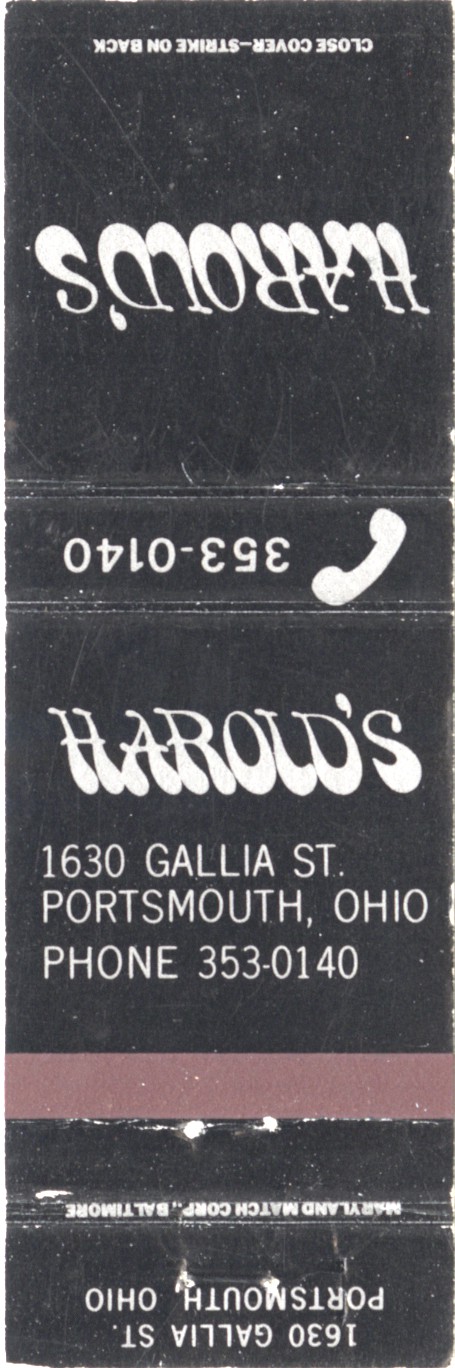 CLOSE COVER—STRIKE ON BACK
HAROLD'S
353-0140
HAROLD'S
1630 GALLIA ST.
PORTSMOUTH, OHIO
PHONE 353-0140
MARYLAND MATCH CORP., BALTIMORE
1630 GALLIA ST.
PORTSMOUTH, OHIO